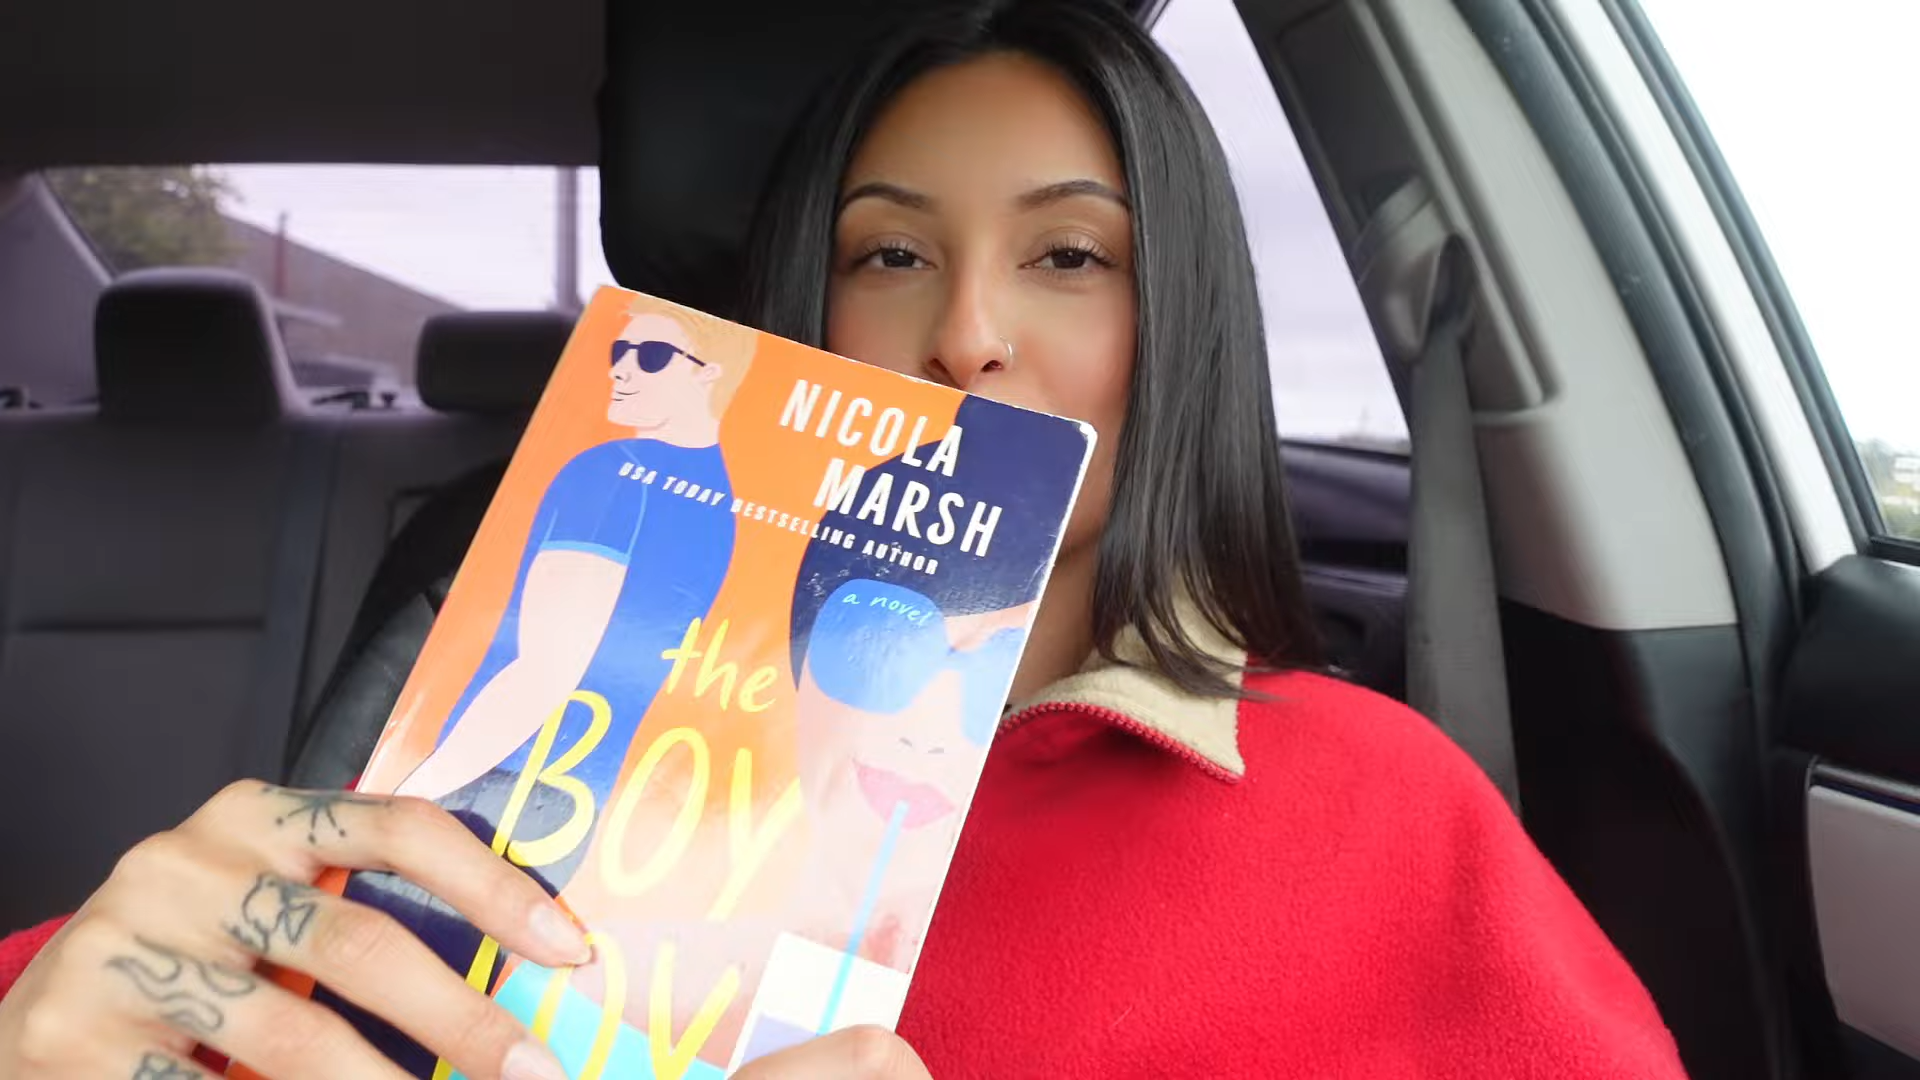 NICOLA
MARSH
USA TODAY BESTSELLING AUTHOR
a novel
the
BOY